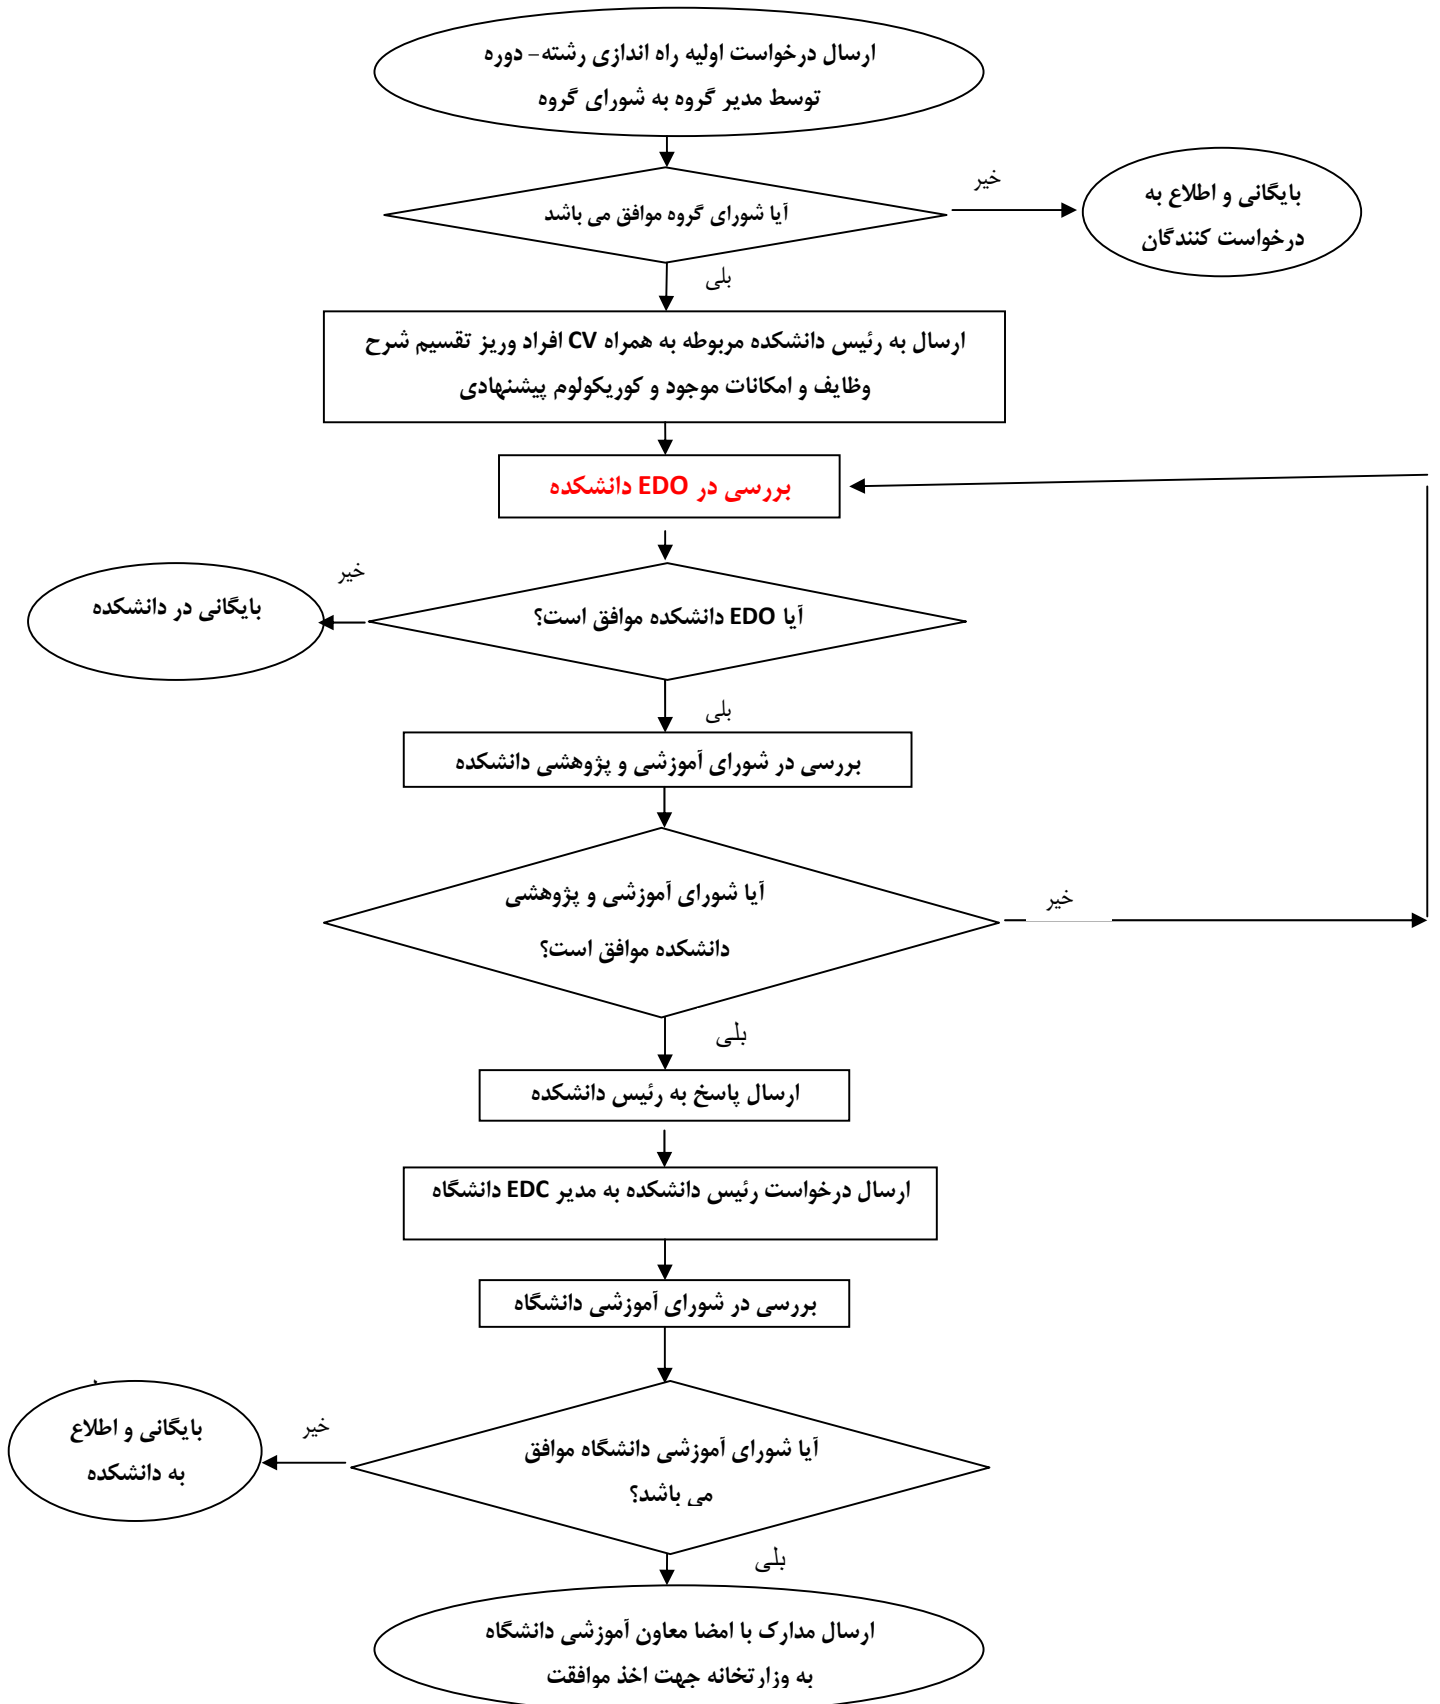 ارسال درخواست اولیه راه اندازی رشته- دوره
توسط مدیر گروه به شورای گروه
آیا شورای گروه موافق می باشد
خیر
بایگانی و اطلاع به
درخواست کنندگان
بلی
ارسال به رئیس دانشکده مربوطه به همراه CV افراد وریز تقسیم شرح
وظایف و امکانات موجود و کوریکولوم پیشنهادی
بررسی در EDO دانشکده
آیا EDO دانشکده موافق است؟
خیر
بایگانی در دانشکده
بلی
بررسی در شورای آموزشی و پژوهشی دانشکده
آیا شورای آموزشی و پژوهشی
دانشکده موافق است؟
خیر
بلی
ارسال پاسخ به رئیس دانشکده
ارسال درخواست رئیس دانشکده به مدیر EDC دانشگاه
بررسی در شورای آموزشی دانشگاه
آیا شورای آموزشی دانشگاه موافق
می باشد؟
خیر
بایگانی و اطلاع
به دانشکده
بلی
ارسال مدارک با امضا معاون آموزشی دانشگاه
به وزارتخانه جهت اخذ موافقت